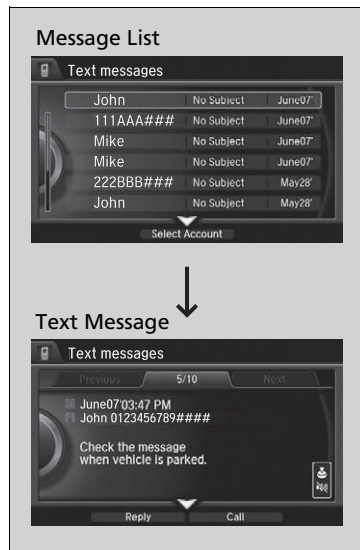 Message List
Text messages
John No Subject June07'
111AAA### No Subject June07'
Mike No Subject June07'
Mike No Subject June07'
222BBB### No Subject May28'
John No Subject May28'
Select Account
Text Message
Text messages
Previous 5/10 Next
June07'03:47 PM
John 0123456789####
Check the message
when vehicle is parked.
Reply Call